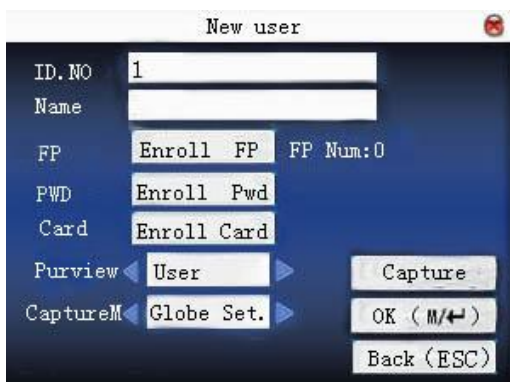 New user
ID.NO 1
Name
FP Enroll FP FP Num:0
PWD Enroll Pwd
Card Enroll Card
Purview User Capture
CaptureM Globe Set. OK (M/↵)
Back (ESC)